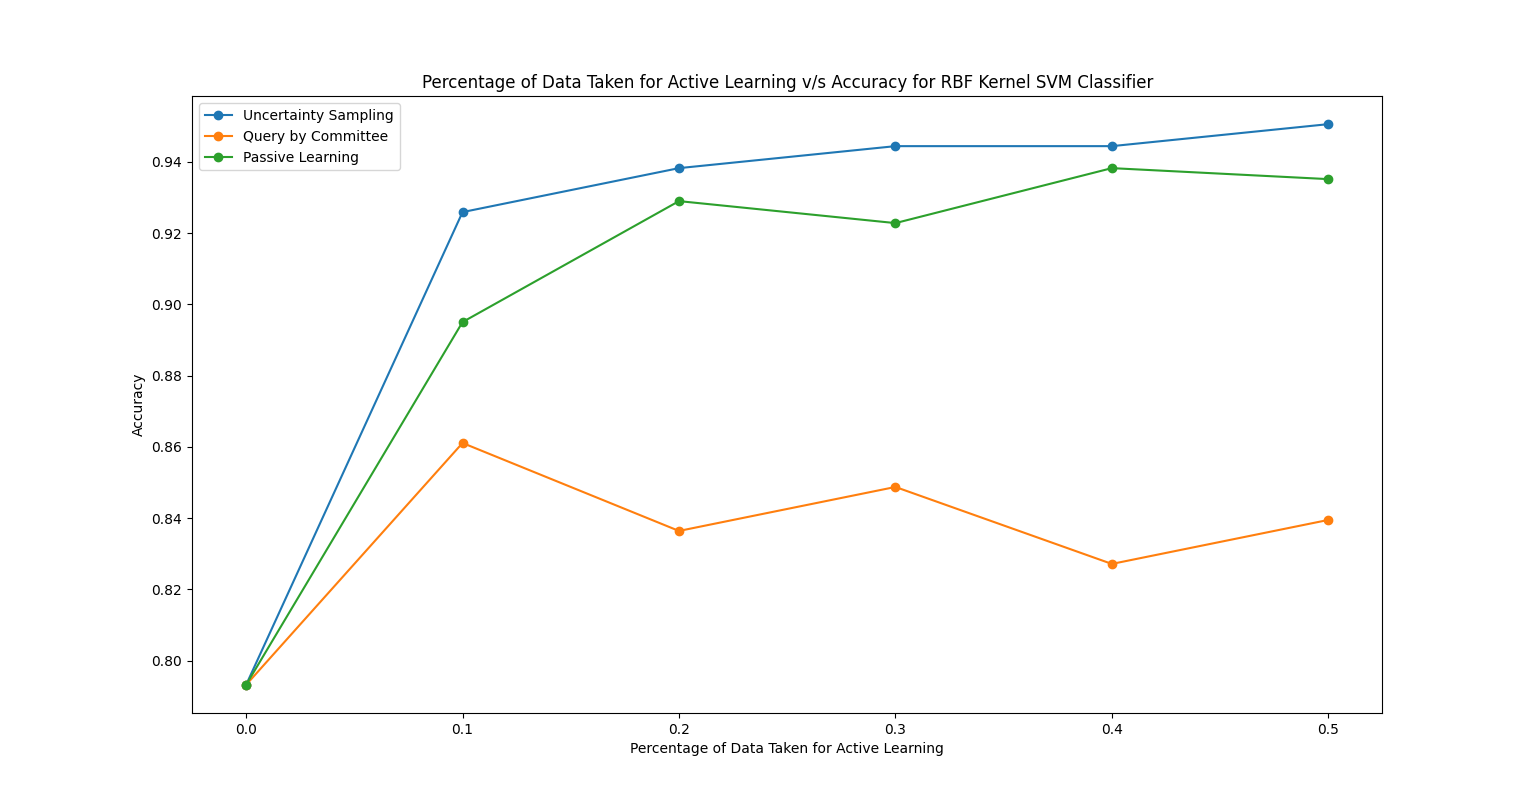 Percentage of Data Taken for Active Learning v/s Accuracy for RBF Kernel SVM Classifier
Uncertainty Sampling
Query by Committee
Passive Learning
0.94
0.92
0.90
0.88
0.86
0.84
0.82
0.80
Accuracy
0.0 0.1 0.2 0.3 0.4 0.5
Percentage of Data Taken for Active Learning